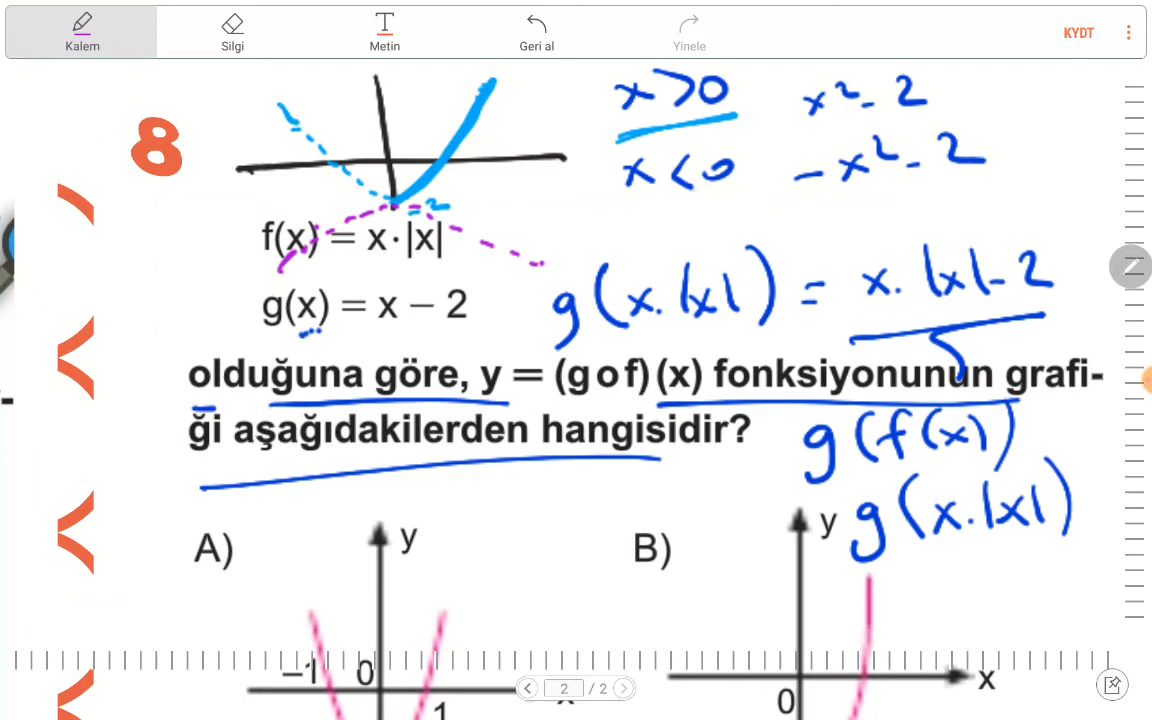 Kalem Silgi Metin Geri al Yinele KYDT
x>0 x²-2
8
x<0 -x²-2
-2
f(x) = x·|x|
g(x.|x|) = x.|x|-2
g(x) = x − 2
olduğuna göre, y = (gof)(x) fonksiyonunun grafi-
ği aşağıdakilerden hangisidir?
g(f(x))
g(x.|x|)
A) y B) y
−1 0 x
2 / 2
0
1